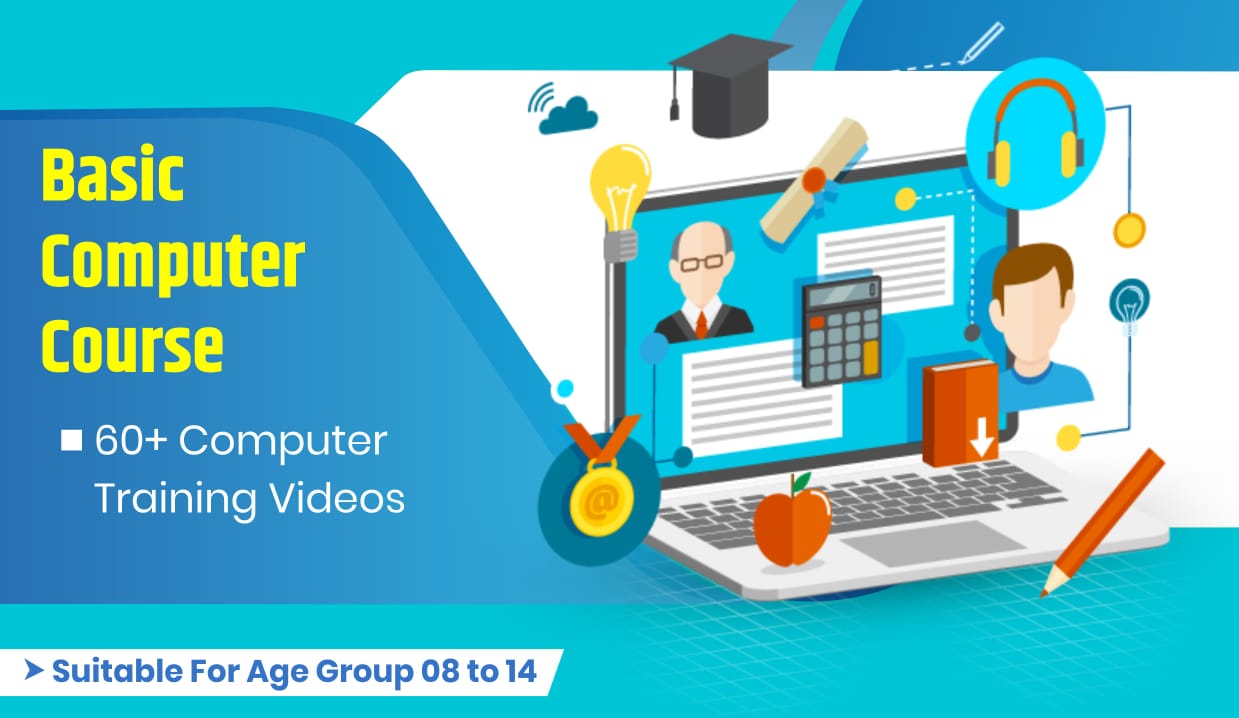 Basic
Computer
Course
60+ Computer
Training Videos
@
Suitable For Age Group 08 to 14